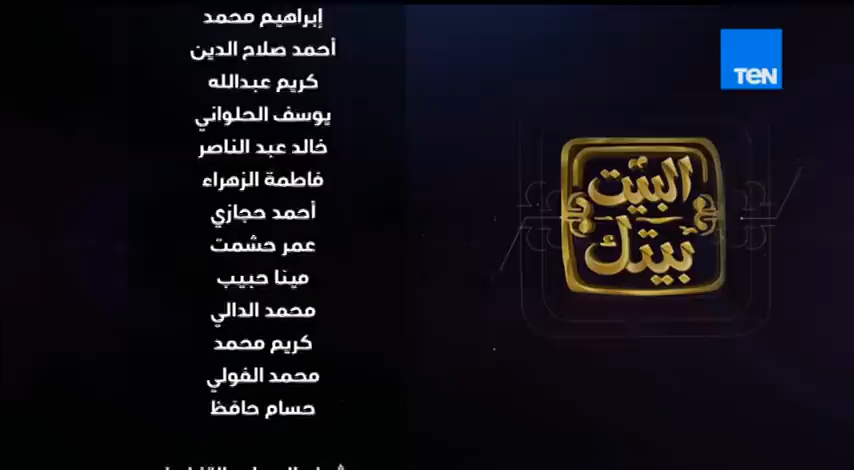 إبراهيم محمد
أحمد صلاح الدين
كريم عبدالله
يوسف الحلواني
خالد عبد الناصر
فاطمة الزهراء
أحمد حجازي
عمر حشمت
مينا حبيب
محمد الدالي
كريم محمد
محمد الفولي
حسام حافظ
TEN
البيت
بيتك